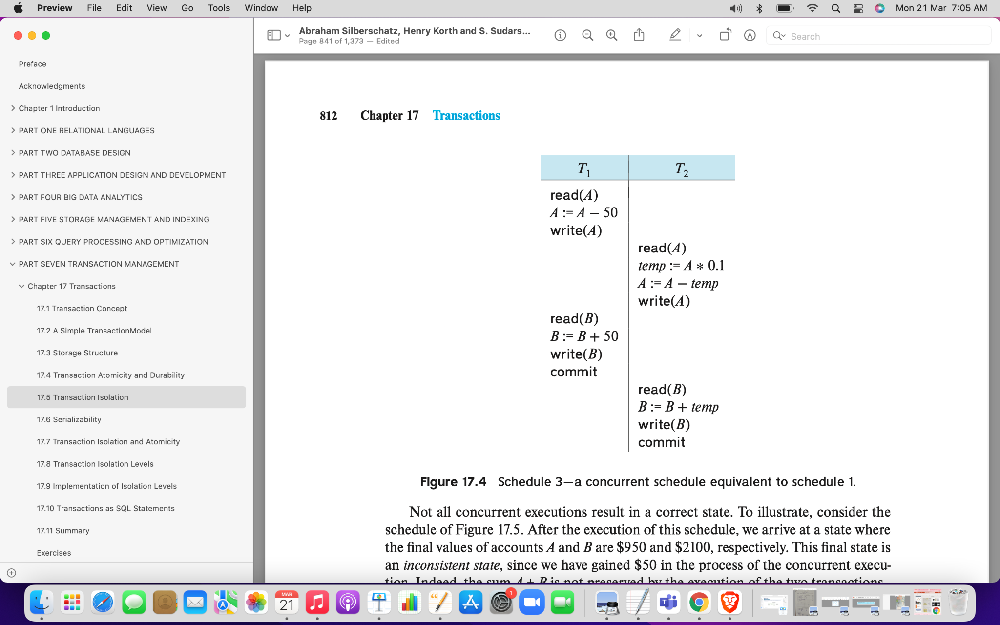 Preview File Edit View Go Tools Window Help Mon 21 Mar 7:05 AM
Abraham Silberschatz, Henry Korth and S. Sudars...
Page 841 of 1,373 — Edited
Search
Preface
Acknowledgments
Chapter 1 Introduction
PART ONE RELATIONAL LANGUAGES
PART TWO DATABASE DESIGN
PART THREE APPLICATION DESIGN AND DEVELOPMENT
PART FOUR BIG DATA ANALYTICS
PART FIVE STORAGE MANAGEMENT AND INDEXING
PART SIX QUERY PROCESSING AND OPTIMIZATION
PART SEVEN TRANSACTION MANAGEMENT
Chapter 17 Transactions
17.1 Transaction Concept
17.2 A Simple TransactionModel
17.3 Storage Structure
17.4 Transaction Atomicity and Durability
17.5 Transaction Isolation
17.6 Serializability
17.7 Transaction Isolation and Atomicity
17.8 Transaction Isolation Levels
17.9 Implementation of Isolation Levels
17.10 Transactions as SQL Statements
17.11 Summary
Exercises
812 Chapter 17 Transactions
T1 T2
read(A)
A := A − 50
write(A)
read(A)
temp := A * 0.1
A := A − temp
write(A)
read(B)
B := B + 50
write(B)
commit
read(B)
B := B + temp
write(B)
commit
Figure 17.4 Schedule 3—a concurrent schedule equivalent to schedule 1.
Not all concurrent executions result in a correct state. To illustrate, consider the
schedule of Figure 17.5. After the execution of this schedule, we arrive at a state where
the final values of accounts A and B are $950 and $2100, respectively. This final state is
an inconsistent state, since we have gained $50 in the process of the concurrent execu-
tion. Indeed, the sum A + B is not preserved by the execution of the two transactions.
MAR
21
1